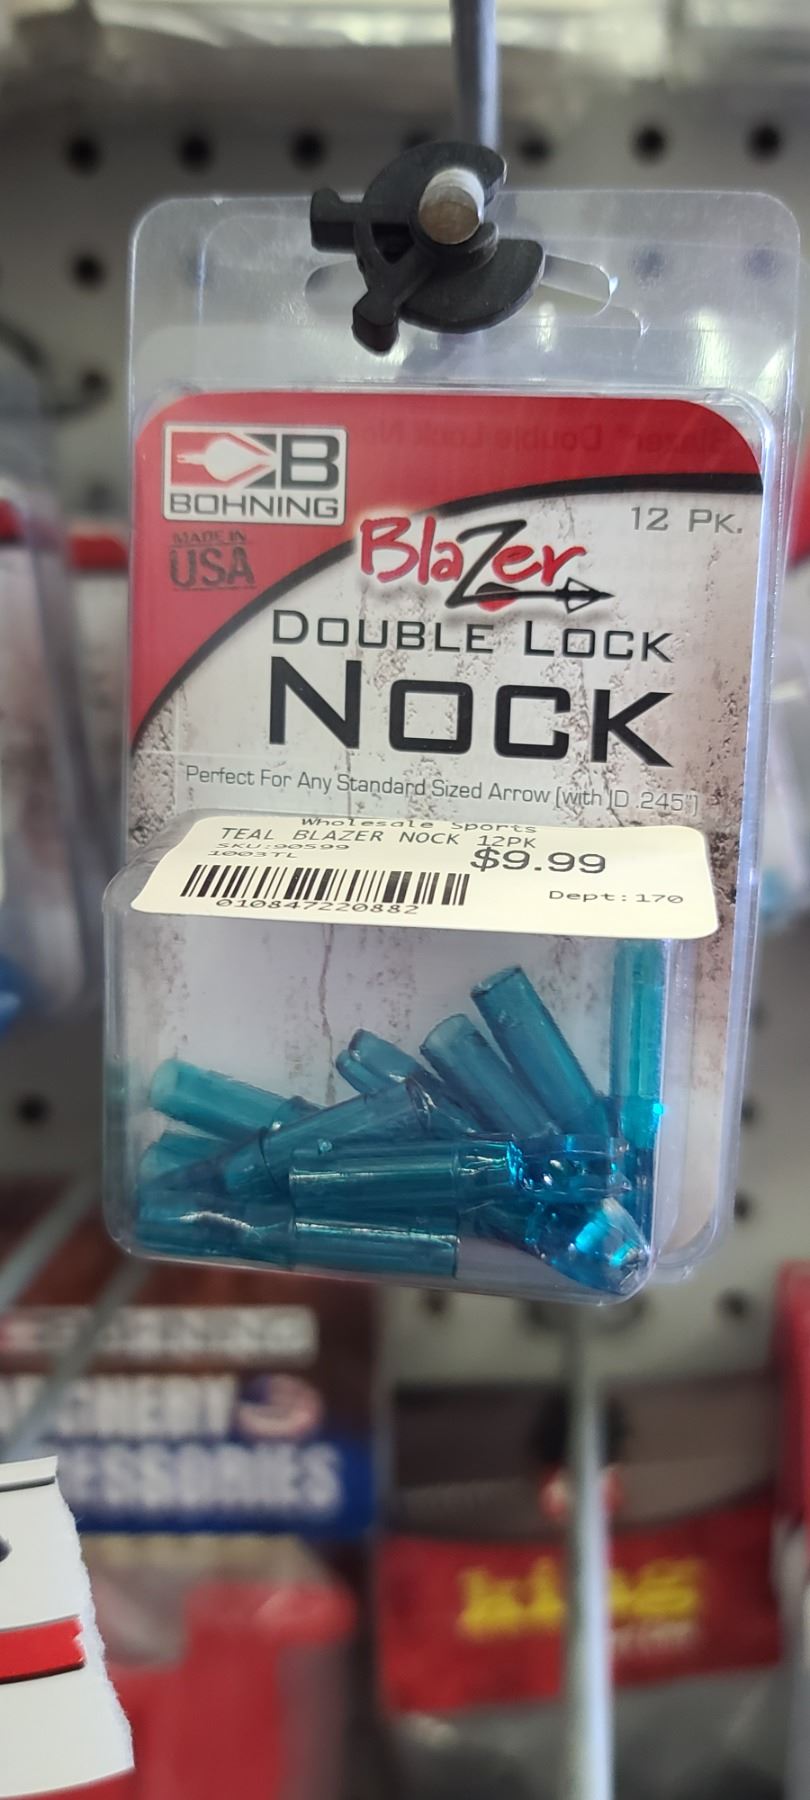 B
BOHNING
MADE IN
USA
12 PK.
BlaZer
DOUBLE LOCK
NOCK
Perfect For Any Standard Sized Arrow (with ID .245")
Wholesale Sports
TEAL BLAZER NOCK 12PK
SKU:90599
$9.99
1003TL
Dept:170
010847220882